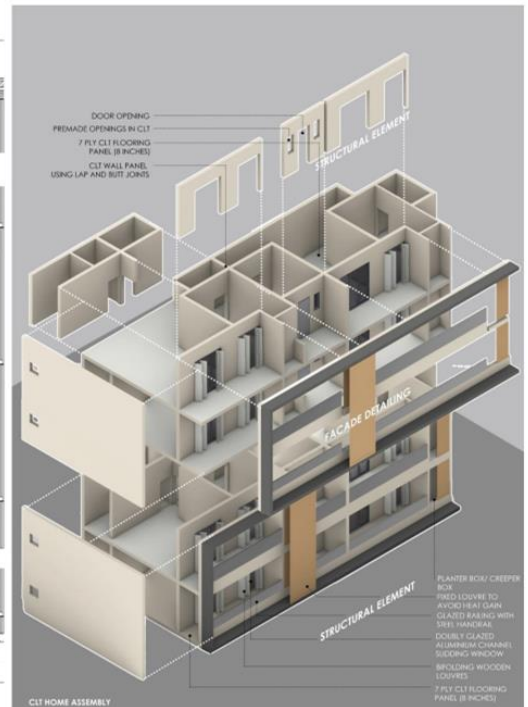 DOOR OPENING
PREMADE OPENINGS IN CLT
7 PLY CLT FLOORING
PANEL (8 INCHES)
CLT WALL PANEL
USING LAP AND BUTT JOINTS
STRUCTURAL ELEMENT
FACADE DETAILING
STRUCTURAL ELEMENT
PLANTER BOX/ CREEPER
BOX
FIXED LOUVRE TO
AVOID HEAT GAIN
GLAZED RAILING WITH
STEEL HANDRAIL
DOUBLY GLAZED
ALUMINIUM CHANNEL
SLIDING WINDOW
BIFOLDING WOODEN
LOUVRES
7 PLY CLT FLOORING
PANEL (8 INCHES)
CLT HOME ASSEMBLY